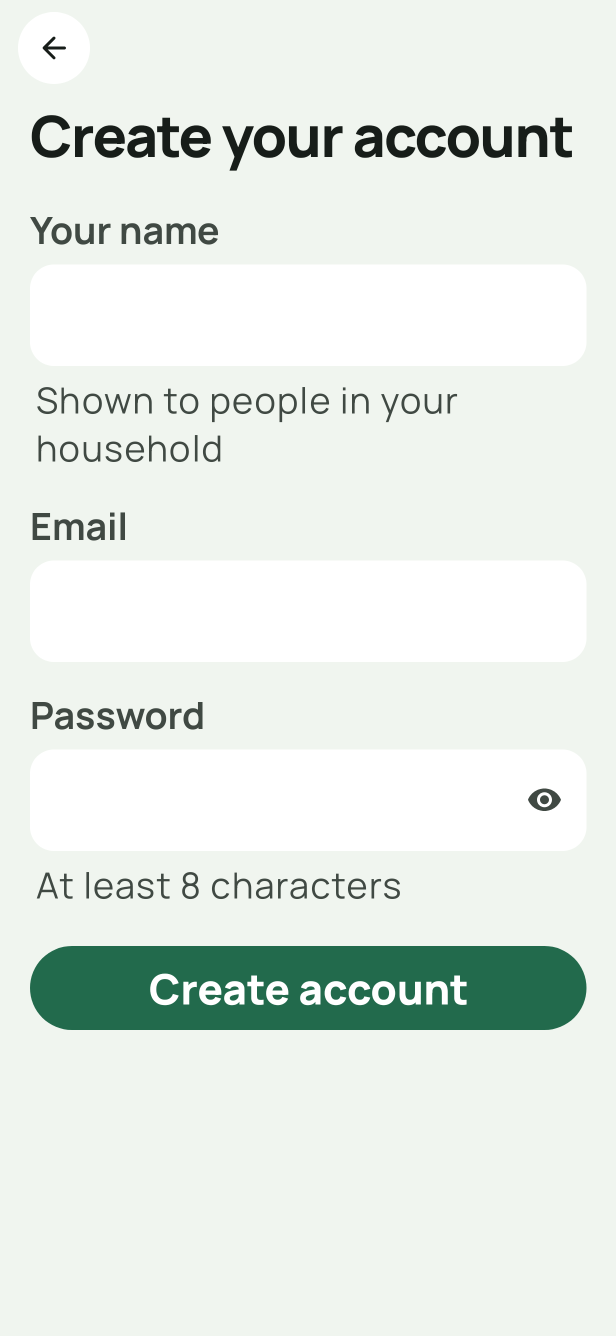 Create your account
Your name
Shown to people in your
household
Email
Password
At least 8 characters
Create account